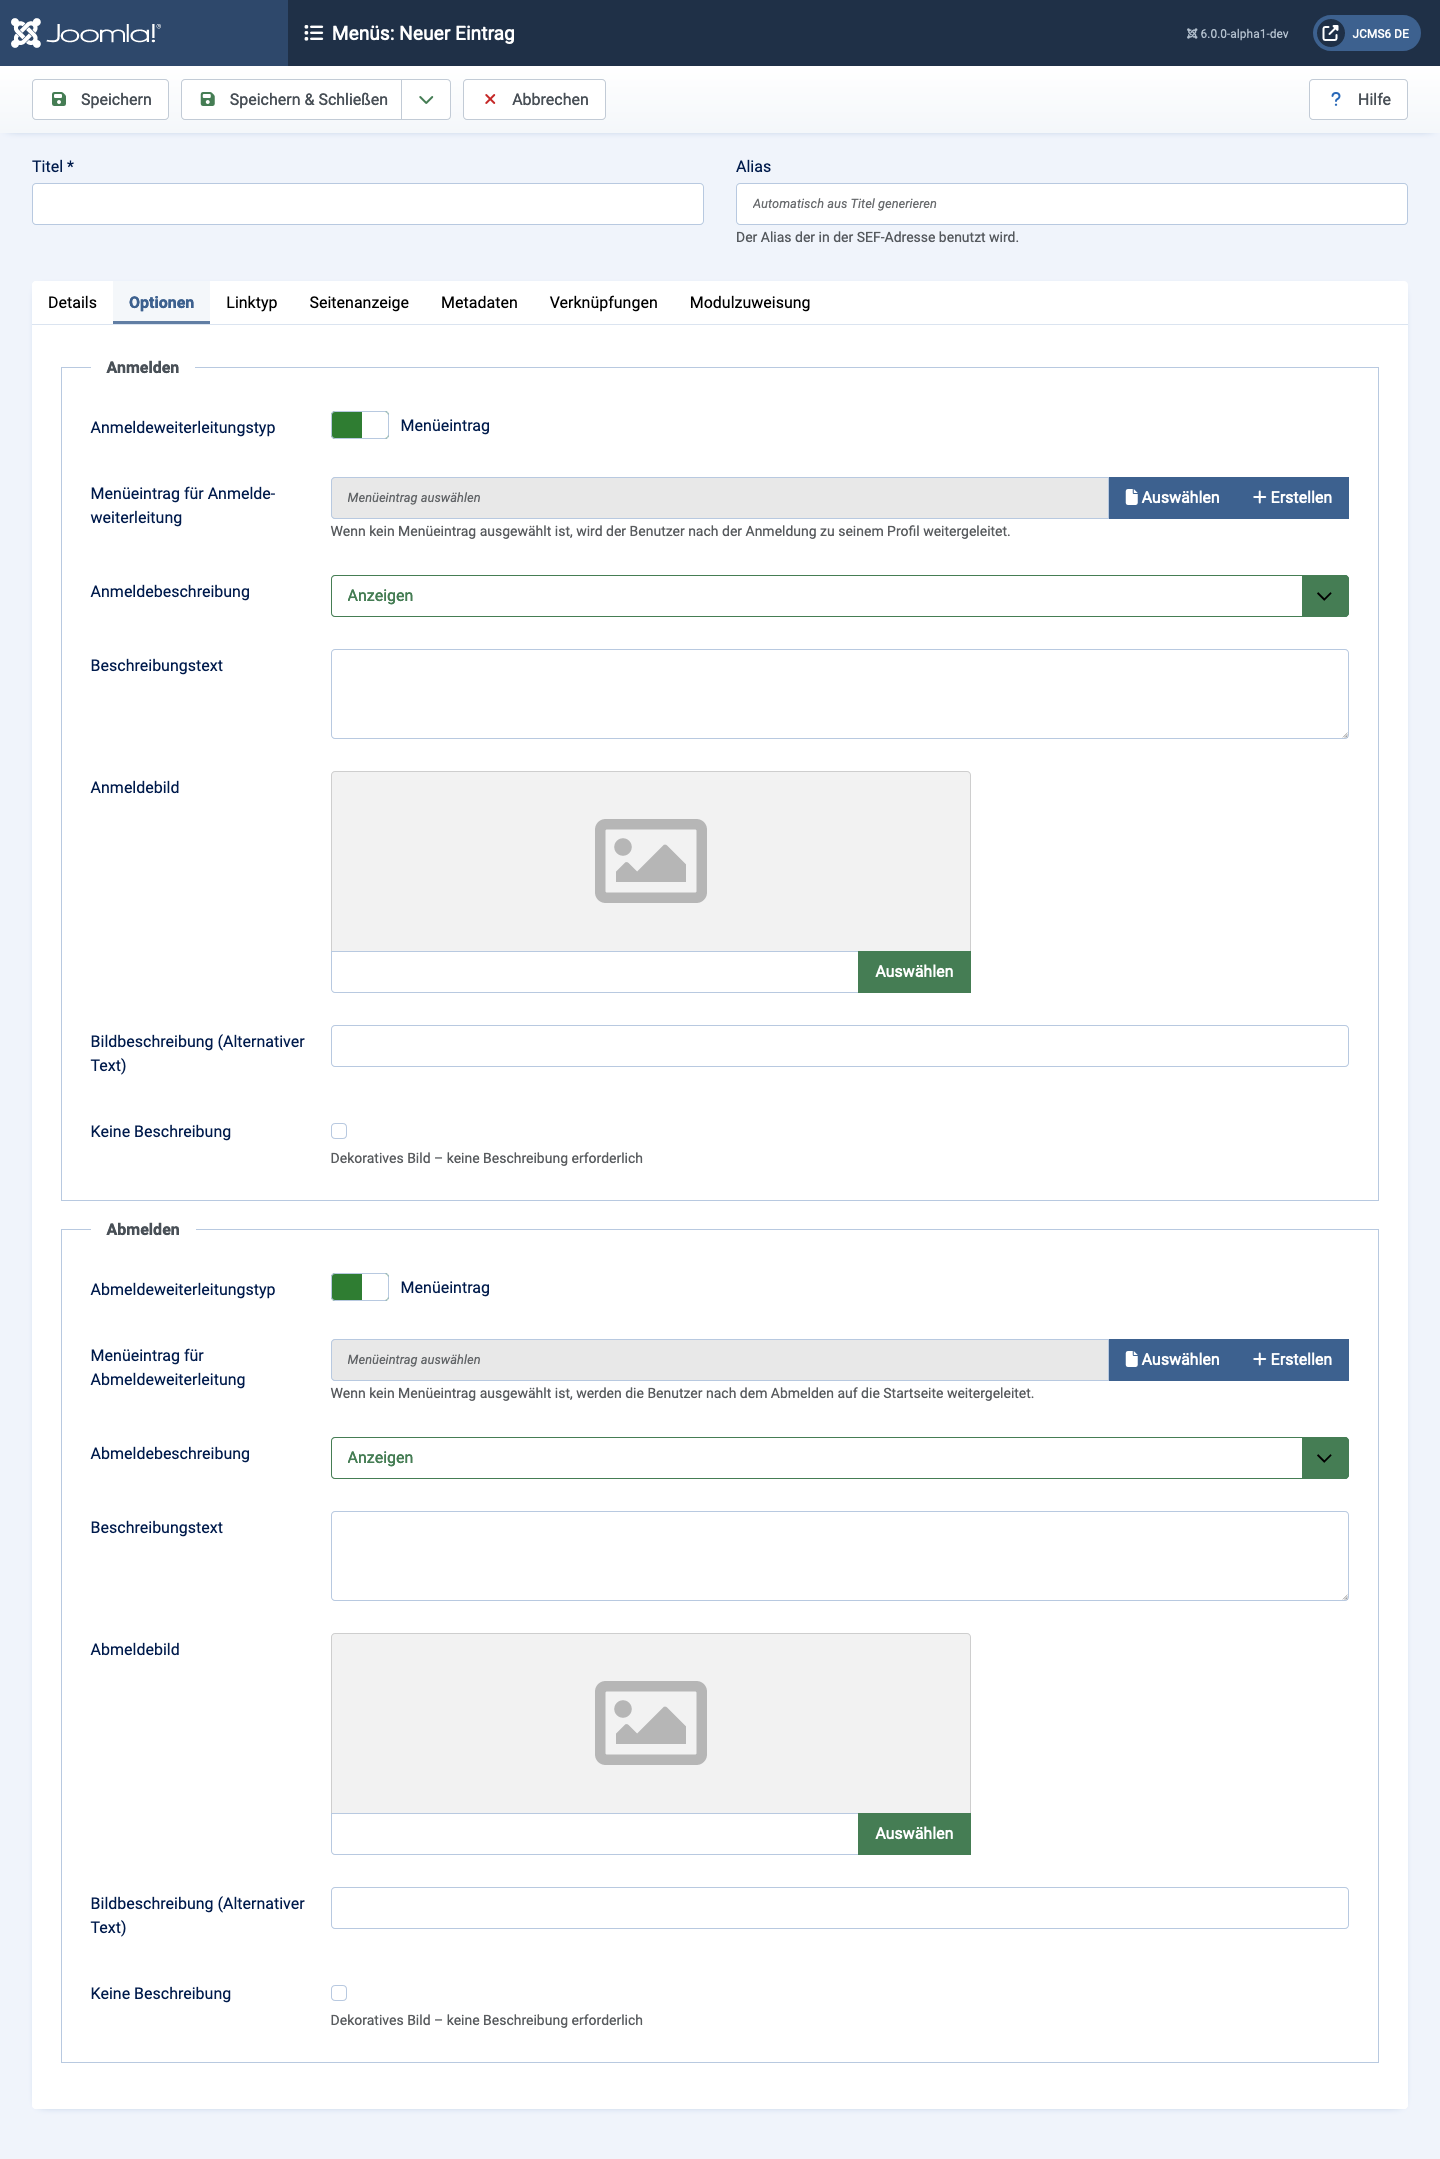 Joomla!®
Menüs: Neuer Eintrag
6.0.0-alpha1-dev
JCMS6 DE
Speichern
Speichern & Schließen
Abbrechen
? Hilfe
Titel *
Alias
Automatisch aus Titel generieren
Der Alias der in der SEF-Adresse benutzt wird.
Details Optionen Linktyp Seitenanzeige Metadaten Verknüpfungen Modulzuweisung
Anmelden
Anmeldeweiterleitungstyp
Menüeintrag
Menüeintrag für Anmelde-
weiterleitung
Menüeintrag auswählen
Auswählen
+ Erstellen
Wenn kein Menüeintrag ausgewählt ist, wird der Benutzer nach der Anmeldung zu seinem Profil weitergeleitet.
Anmeldebeschreibung
Anzeigen
Beschreibungstext
Anmeldebild
Auswählen
Bildbeschreibung (Alternativer
Text)
Keine Beschreibung
Dekoratives Bild – keine Beschreibung erforderlich
Abmelden
Abmeldeweiterleitungstyp
Menüeintrag
Menüeintrag für
Abmeldeweiterleitung
Menüeintrag auswählen
Auswählen
+ Erstellen
Wenn kein Menüeintrag ausgewählt ist, werden die Benutzer nach dem Abmelden auf die Startseite weitergeleitet.
Abmeldebeschreibung
Anzeigen
Beschreibungstext
Abmeldebild
Auswählen
Bildbeschreibung (Alternativer
Text)
Keine Beschreibung
Dekoratives Bild – keine Beschreibung erforderlich